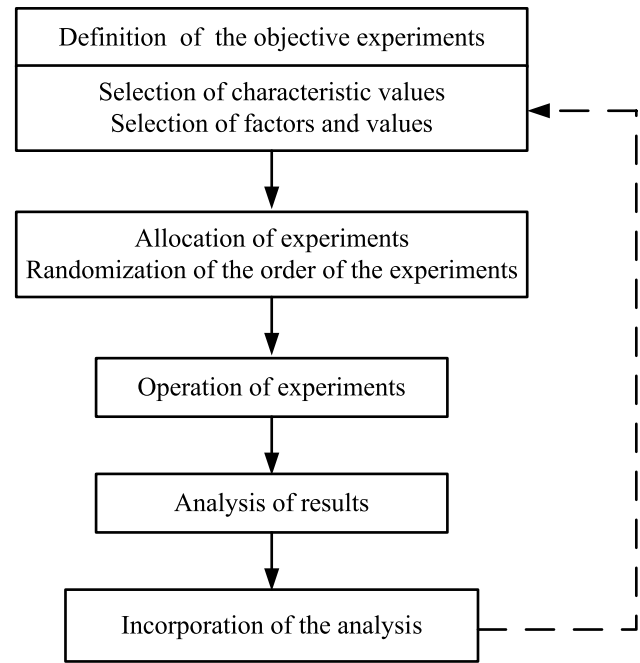 Definition of the objective experiments
Selection of characteristic values
Selection of factors and values
Allocation of experiments
Randomization of the order of the experiments
Operation of experiments
Analysis of results
Incorporation of the analysis